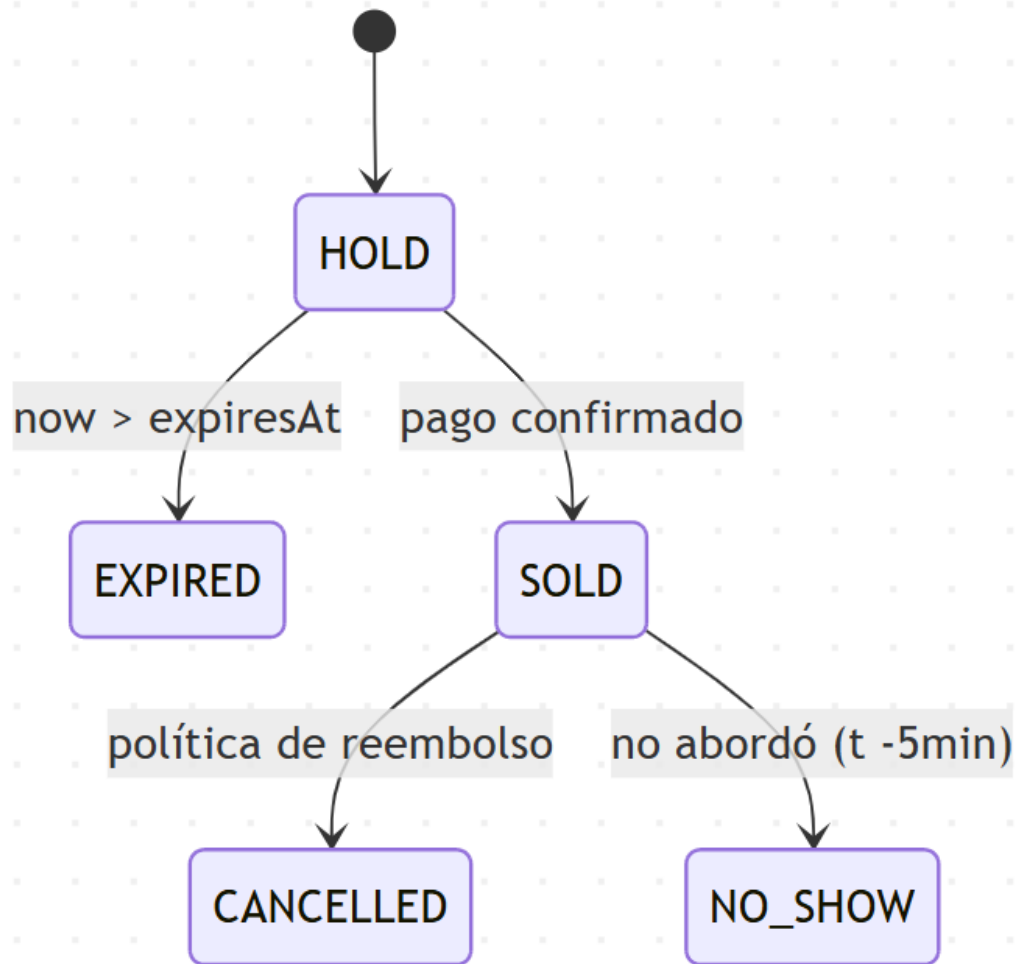 HOLD
now > expiresAt
pago confirmado
EXPIRED
SOLD
política de reembolso
no abordó (t -5min)
CANCELLED
NO_SHOW